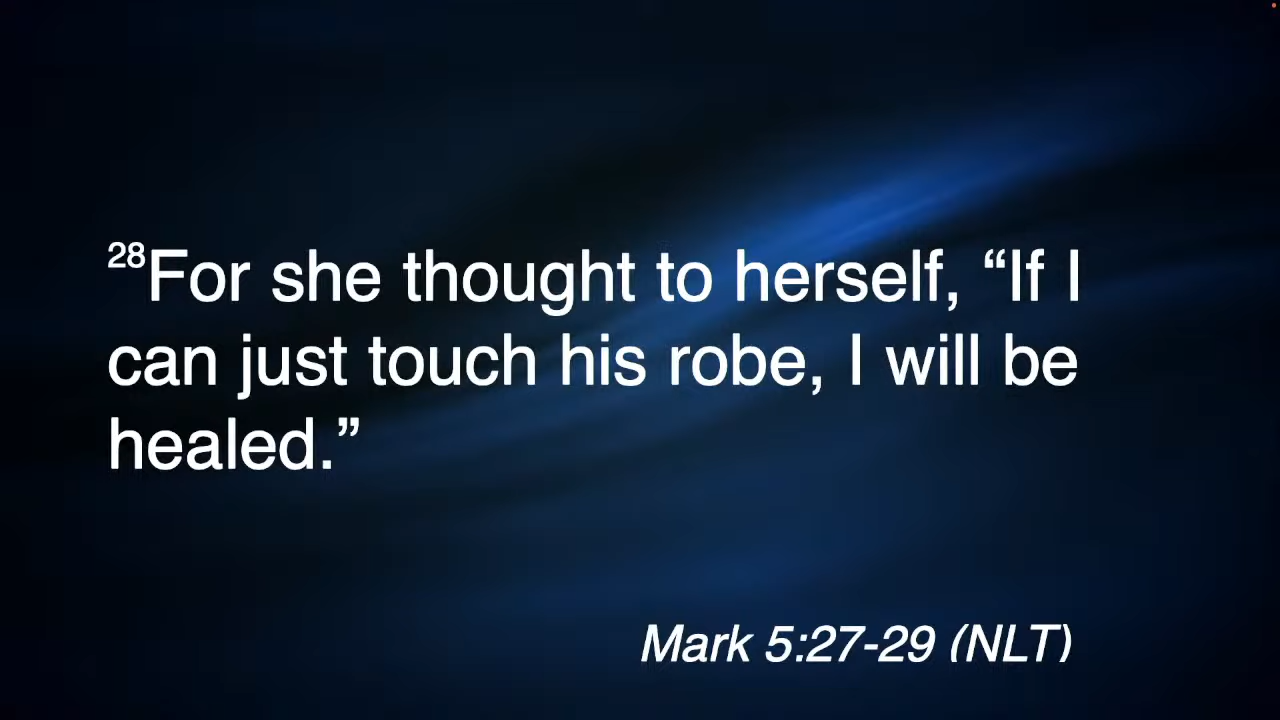 28For she thought to herself, “If I
can just touch his robe, I will be
healed.”
Mark 5:27-29 (NLT)